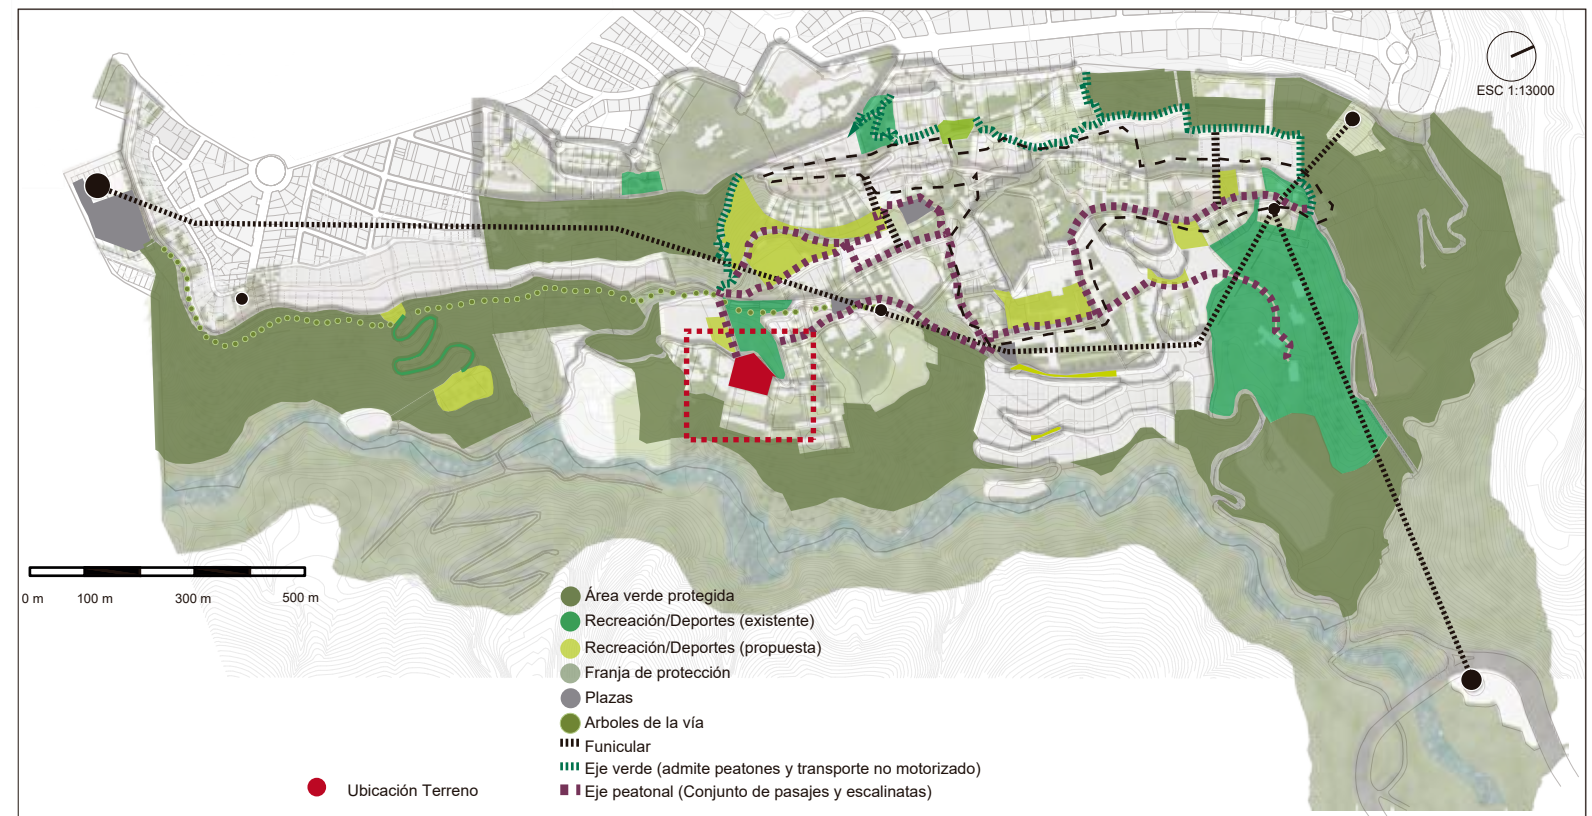 ESC 1:13000
0 m 100 m 300 m 500 m
Área verde protegida
Recreación/Deportes (existente)
Recreación/Deportes (propuesta)
Franja de protección
Plazas
Arboles de la vía
Funicular
Eje verde (admite peatones y transporte no motorizado)
Eje peatonal (Conjunto de pasajes y escalinatas)
Ubicación Terreno